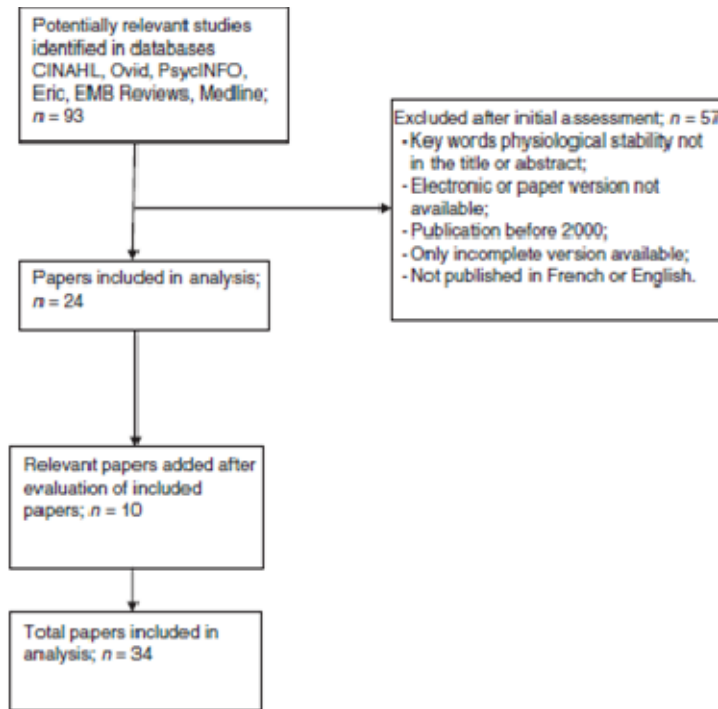 Potentially relevant studies
identified in databases
CINAHL, Ovid, PsycINFO,
Eric, EMB Reviews, Medline;
n = 93
Excluded after initial assessment; n = 57
- Key words physiological stability not
in the title or abstract;
- Electronic or paper version not
available;
- Publication before 2000;
- Only incomplete version available;
- Not published in French or English.
Papers included in analysis;
n = 24
Relevant papers added after
evaluation of included
papers; n = 10
Total papers included in
analysis; n = 34